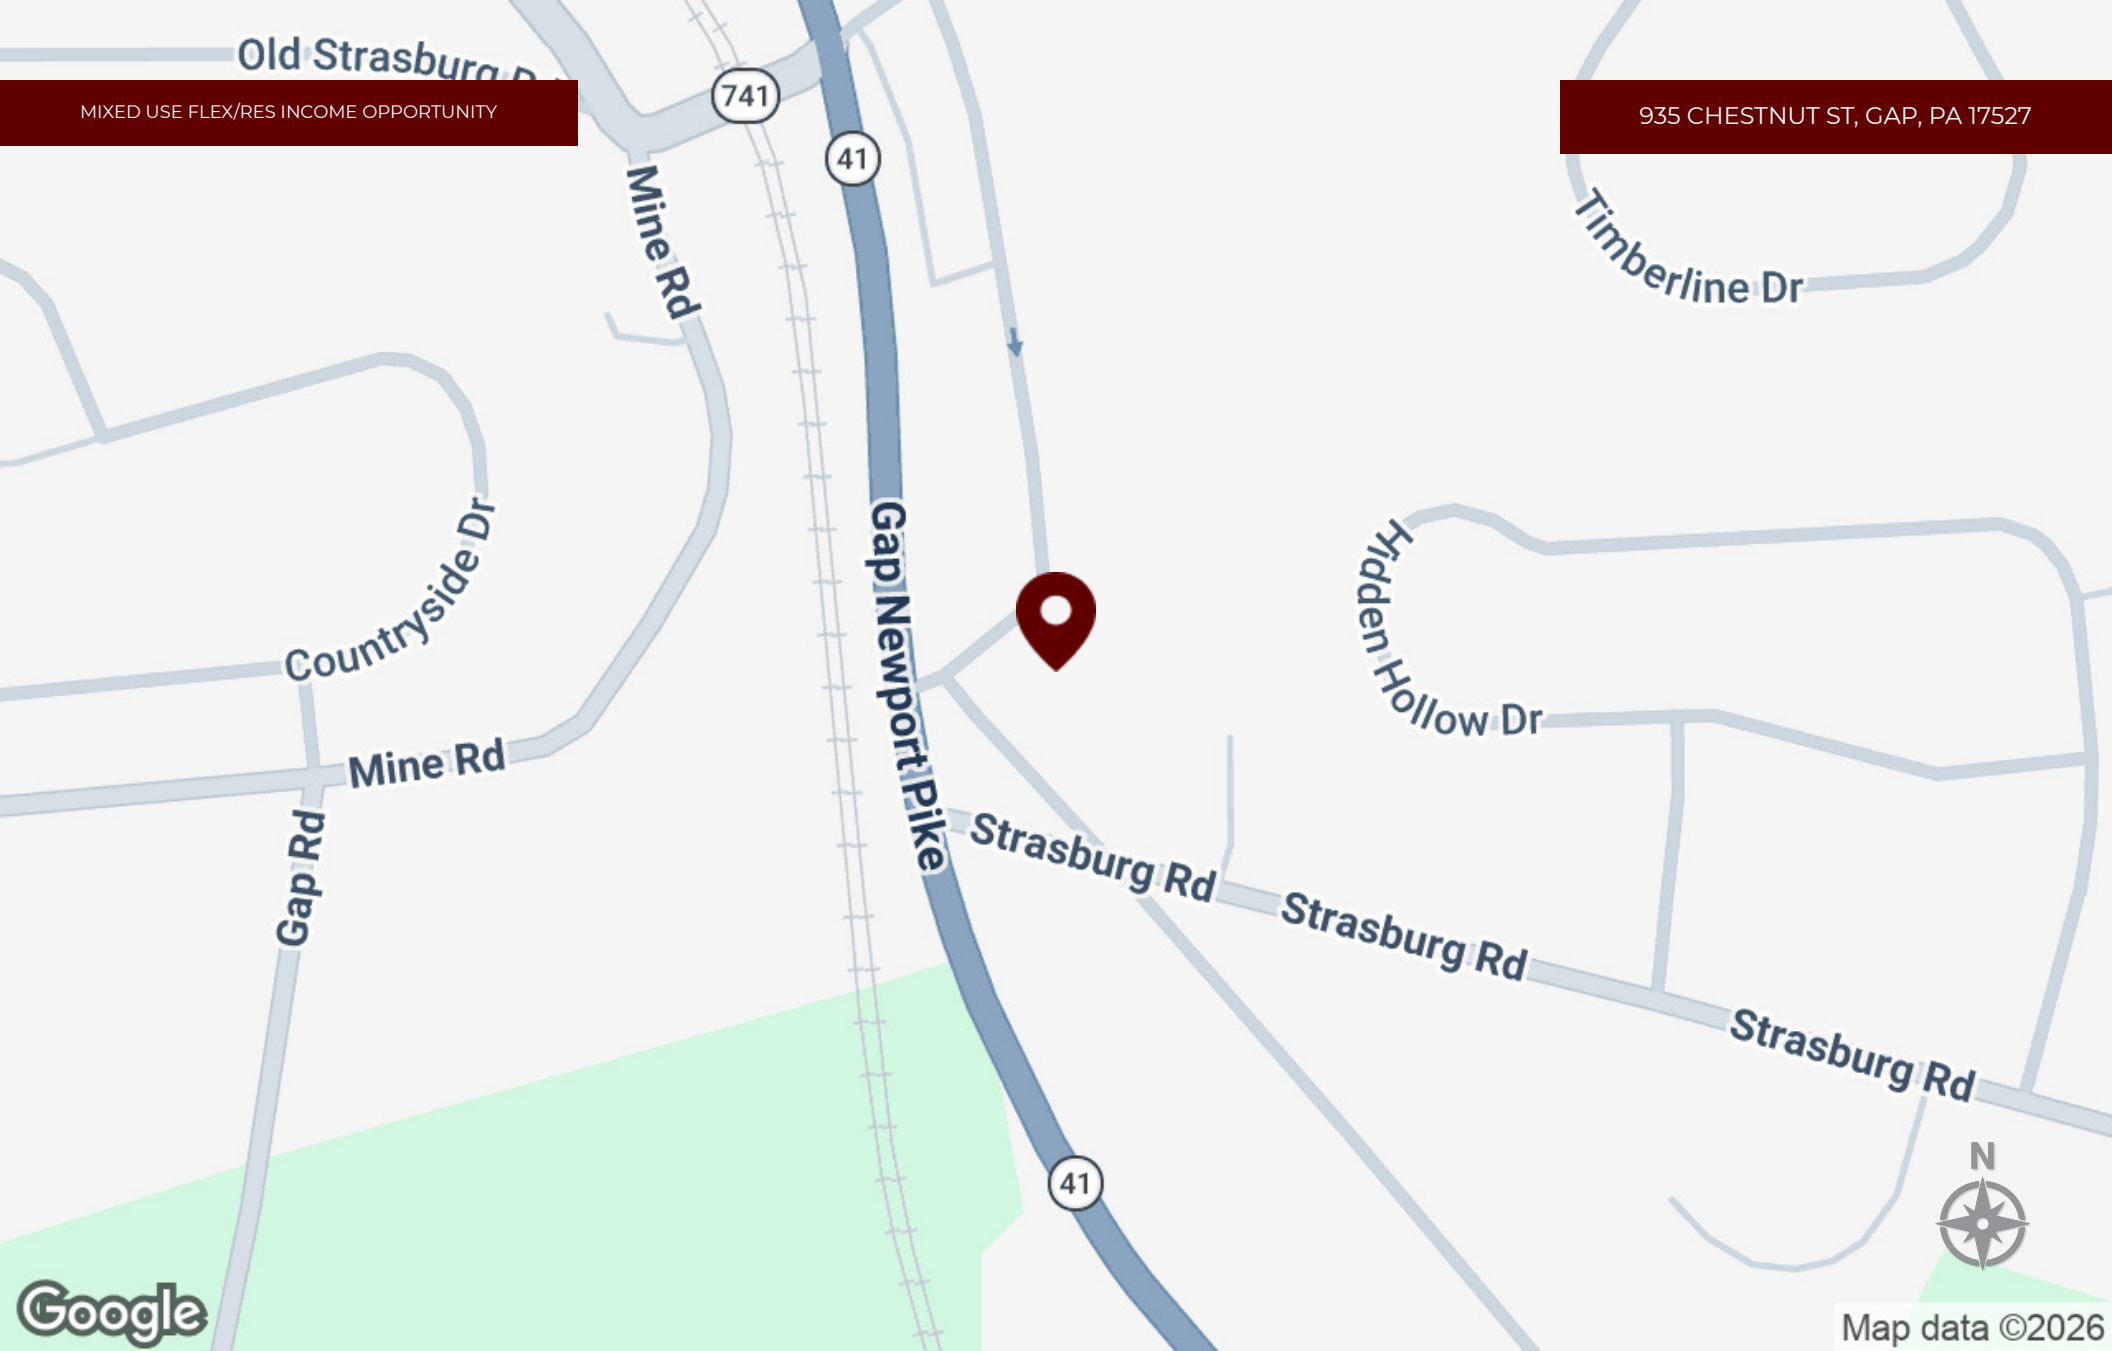 Old Strasburg
MIXED USE FLEX/RES INCOME OPPORTUNITY
741
935 CHESTNUT ST, GAP, PA 17527
41
Mine Rd
Timberline Dr
Countryside Dr
Gap Newport Pike
Hidden Hollow Dr
Mine Rd
Gap Rd
Strasburg Rd
Strasburg Rd
Strasburg Rd
41
N
Google
Map data ©2026